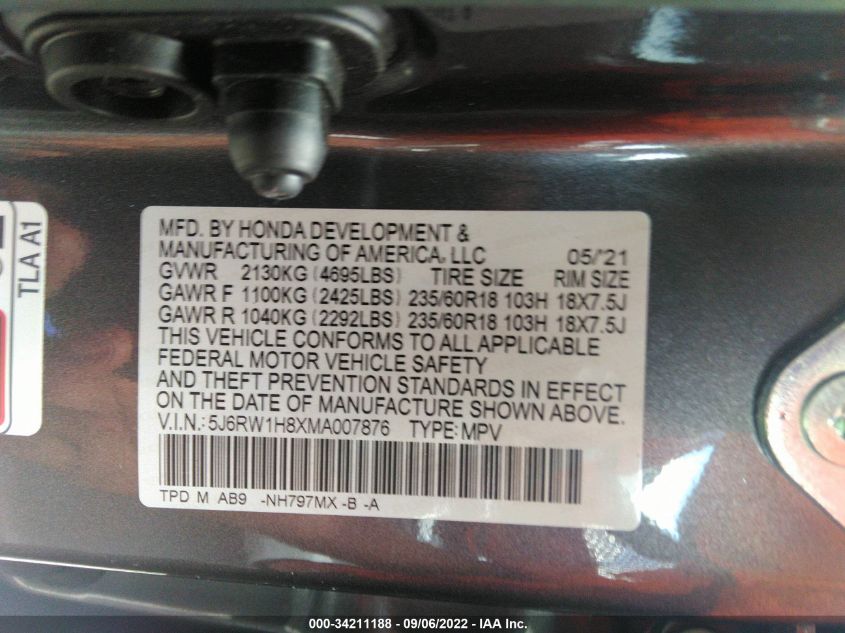 TLA A1
MFD. BY HONDA DEVELOPMENT &
MANUFACTURING OF AMERICA, LLC 05/'21
GVWR 2130KG (4695LBS) TIRE SIZE RIM SIZE
GAWR F 1100KG (2425LBS) 235/60R18 103H 18X7.5J
GAWR R 1040KG (2292LBS) 235/60R18 103H 18X7.5J
THIS VEHICLE CONFORMS TO ALL APPLICABLE
FEDERAL MOTOR VEHICLE SAFETY
AND THEFT PREVENTION STANDARDS IN EFFECT
ON THE DATE OF MANUFACTURE SHOWN ABOVE.
V.I.N.: 5J6RW1H8XMA007876 TYPE: MPV
TPD M AB9 -NH797MX -B -A
000-34211188 - 09/06/2022 - IAA Inc.